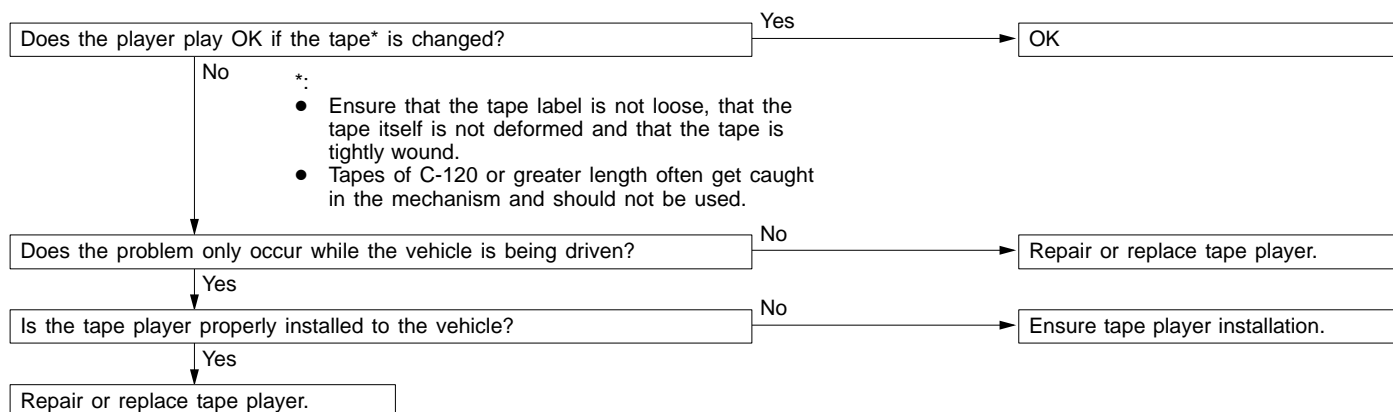 Does the player play OK if the tape* is changed?
Yes
OK
No
*:
● Ensure that the tape label is not loose, that the
tape itself is not deformed and that the tape is
tightly wound.
● Tapes of C-120 or greater length often get caught
in the mechanism and should not be used.
Does the problem only occur while the vehicle is being driven?
No
Repair or replace tape player.
Yes
Is the tape player properly installed to the vehicle?
No
Ensure tape player installation.
Yes
Repair or replace tape player.